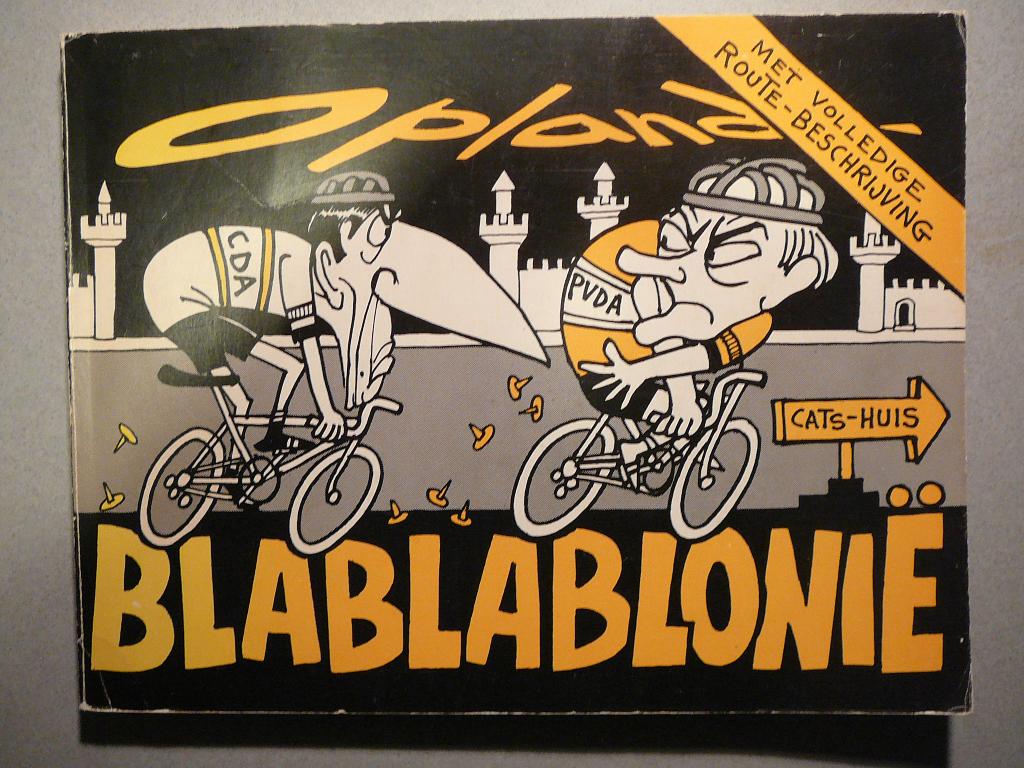 Opland
MET VOLLEDIGE
ROUTE-BESCHRIJVING
CDA
PVDA
CATS-HUIS
BLABLABLONIË